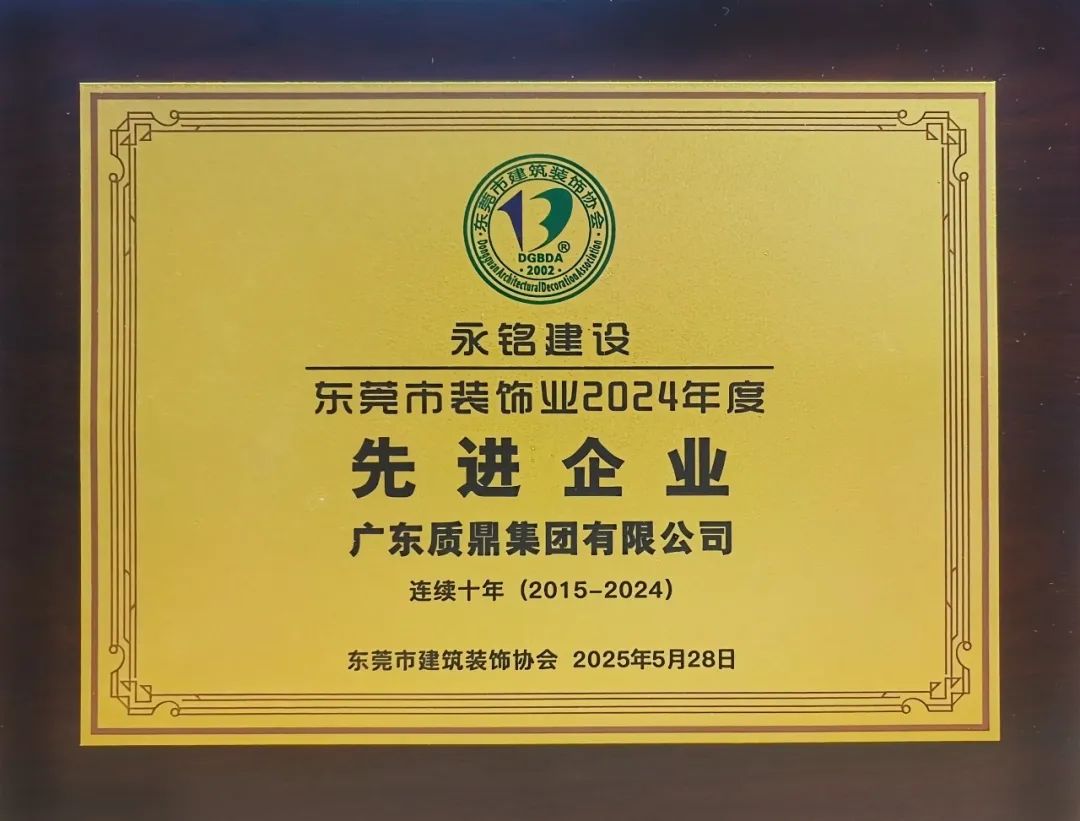 东莞市建筑装饰协会
DGBDA
·2002·
Dongguan Architectural Decoration Association
永铭建设
东莞市装饰业2024年度
先进企业
广东质鼎集团有限公司
连续十年（2015-2024）
东莞市建筑装饰协会 2025年5月28日